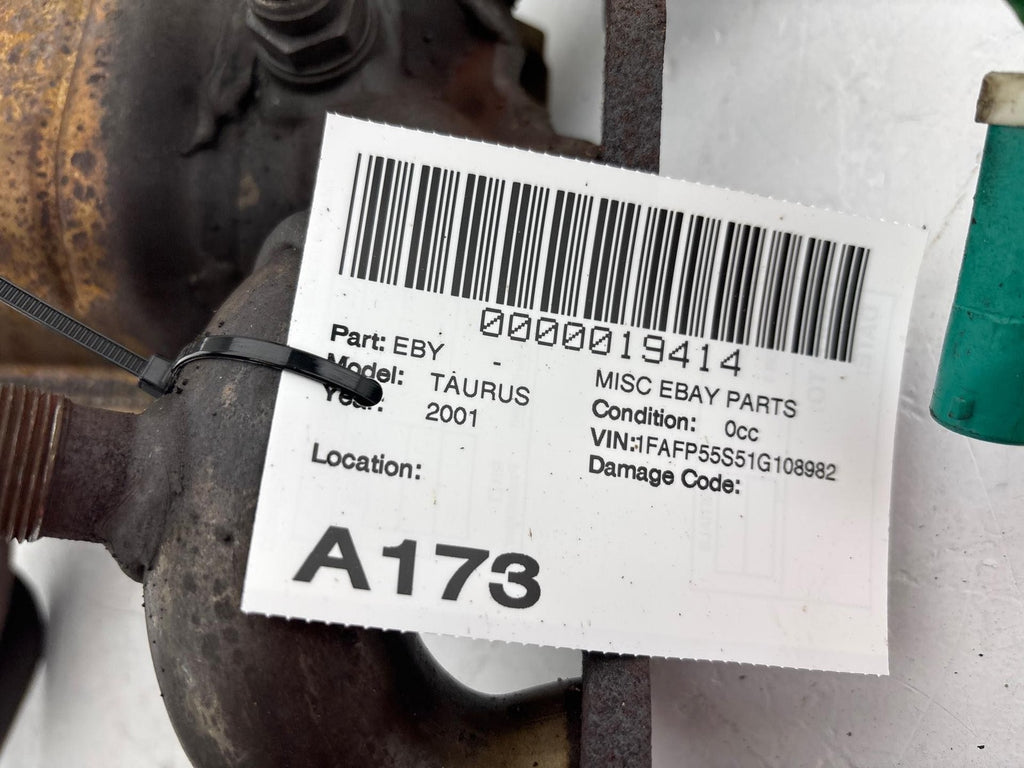 0000019414
Part: EBY - MISC EBAY PARTS
Model: TAURUS Condition: 0cc
Year: 2001 VIN:1FAFP55S51G108982
Location: Damage Code:
A173